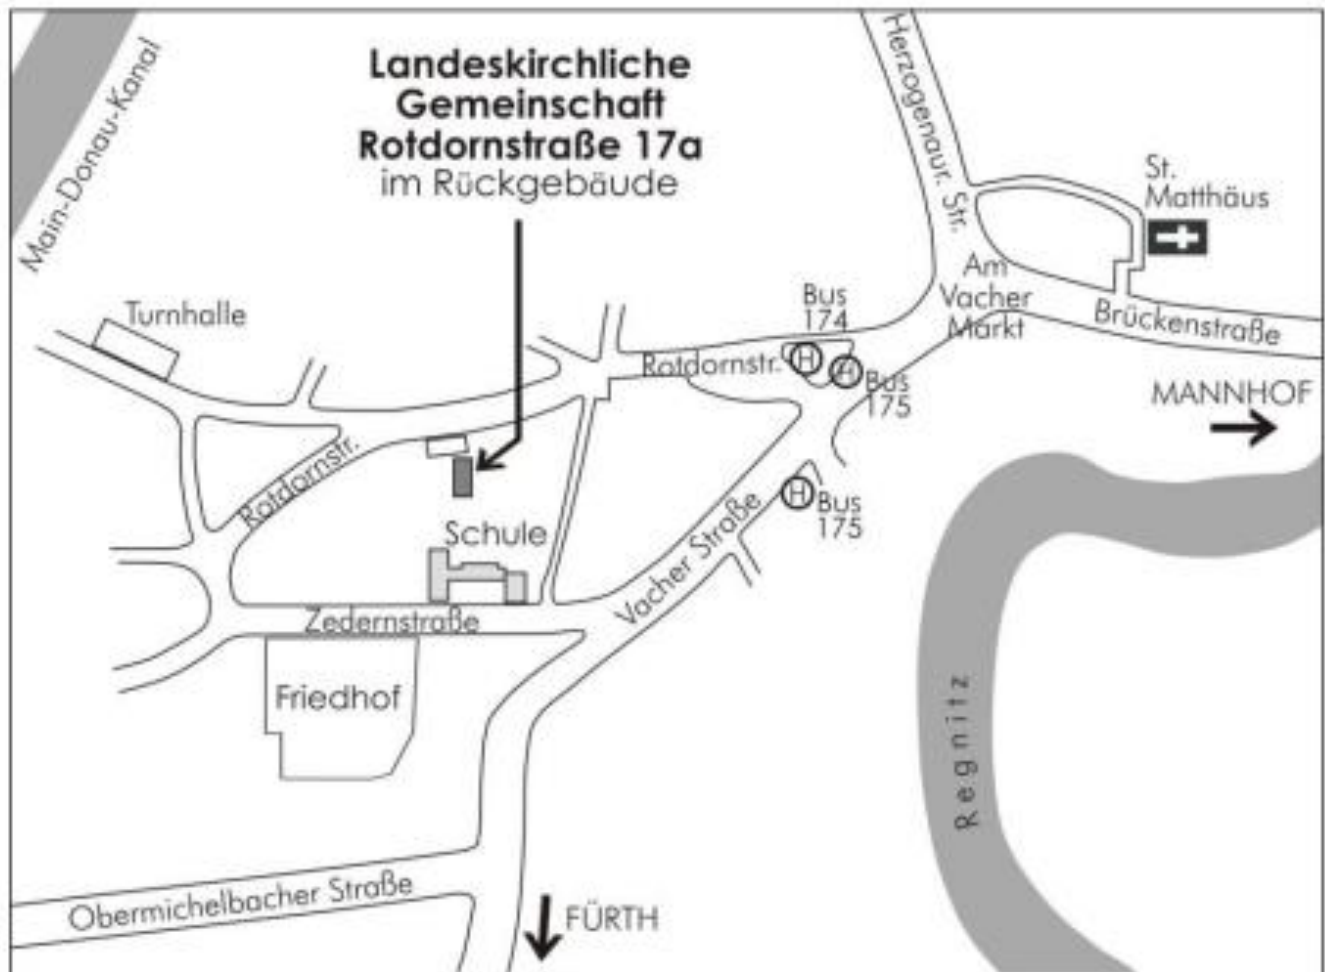 Landeskirchliche
Gemeinschaft
Rotdornstraße 17a
im Rückgebäude
Main-Donau-Kanal
Herzogenaur. Str.
St.
Matthäus
Turnhalle
Am
Vacher
Markt
Brückenstraße
Bus
174
Rotdornstr.
H
H
Bus
175
MANNHOF
Rotdornstr.
H
Bus
175
Schule
Vacher Straße
Zedernstraße
Friedhof
Regnitz
Obermichelbacher Straße
FÜRTH